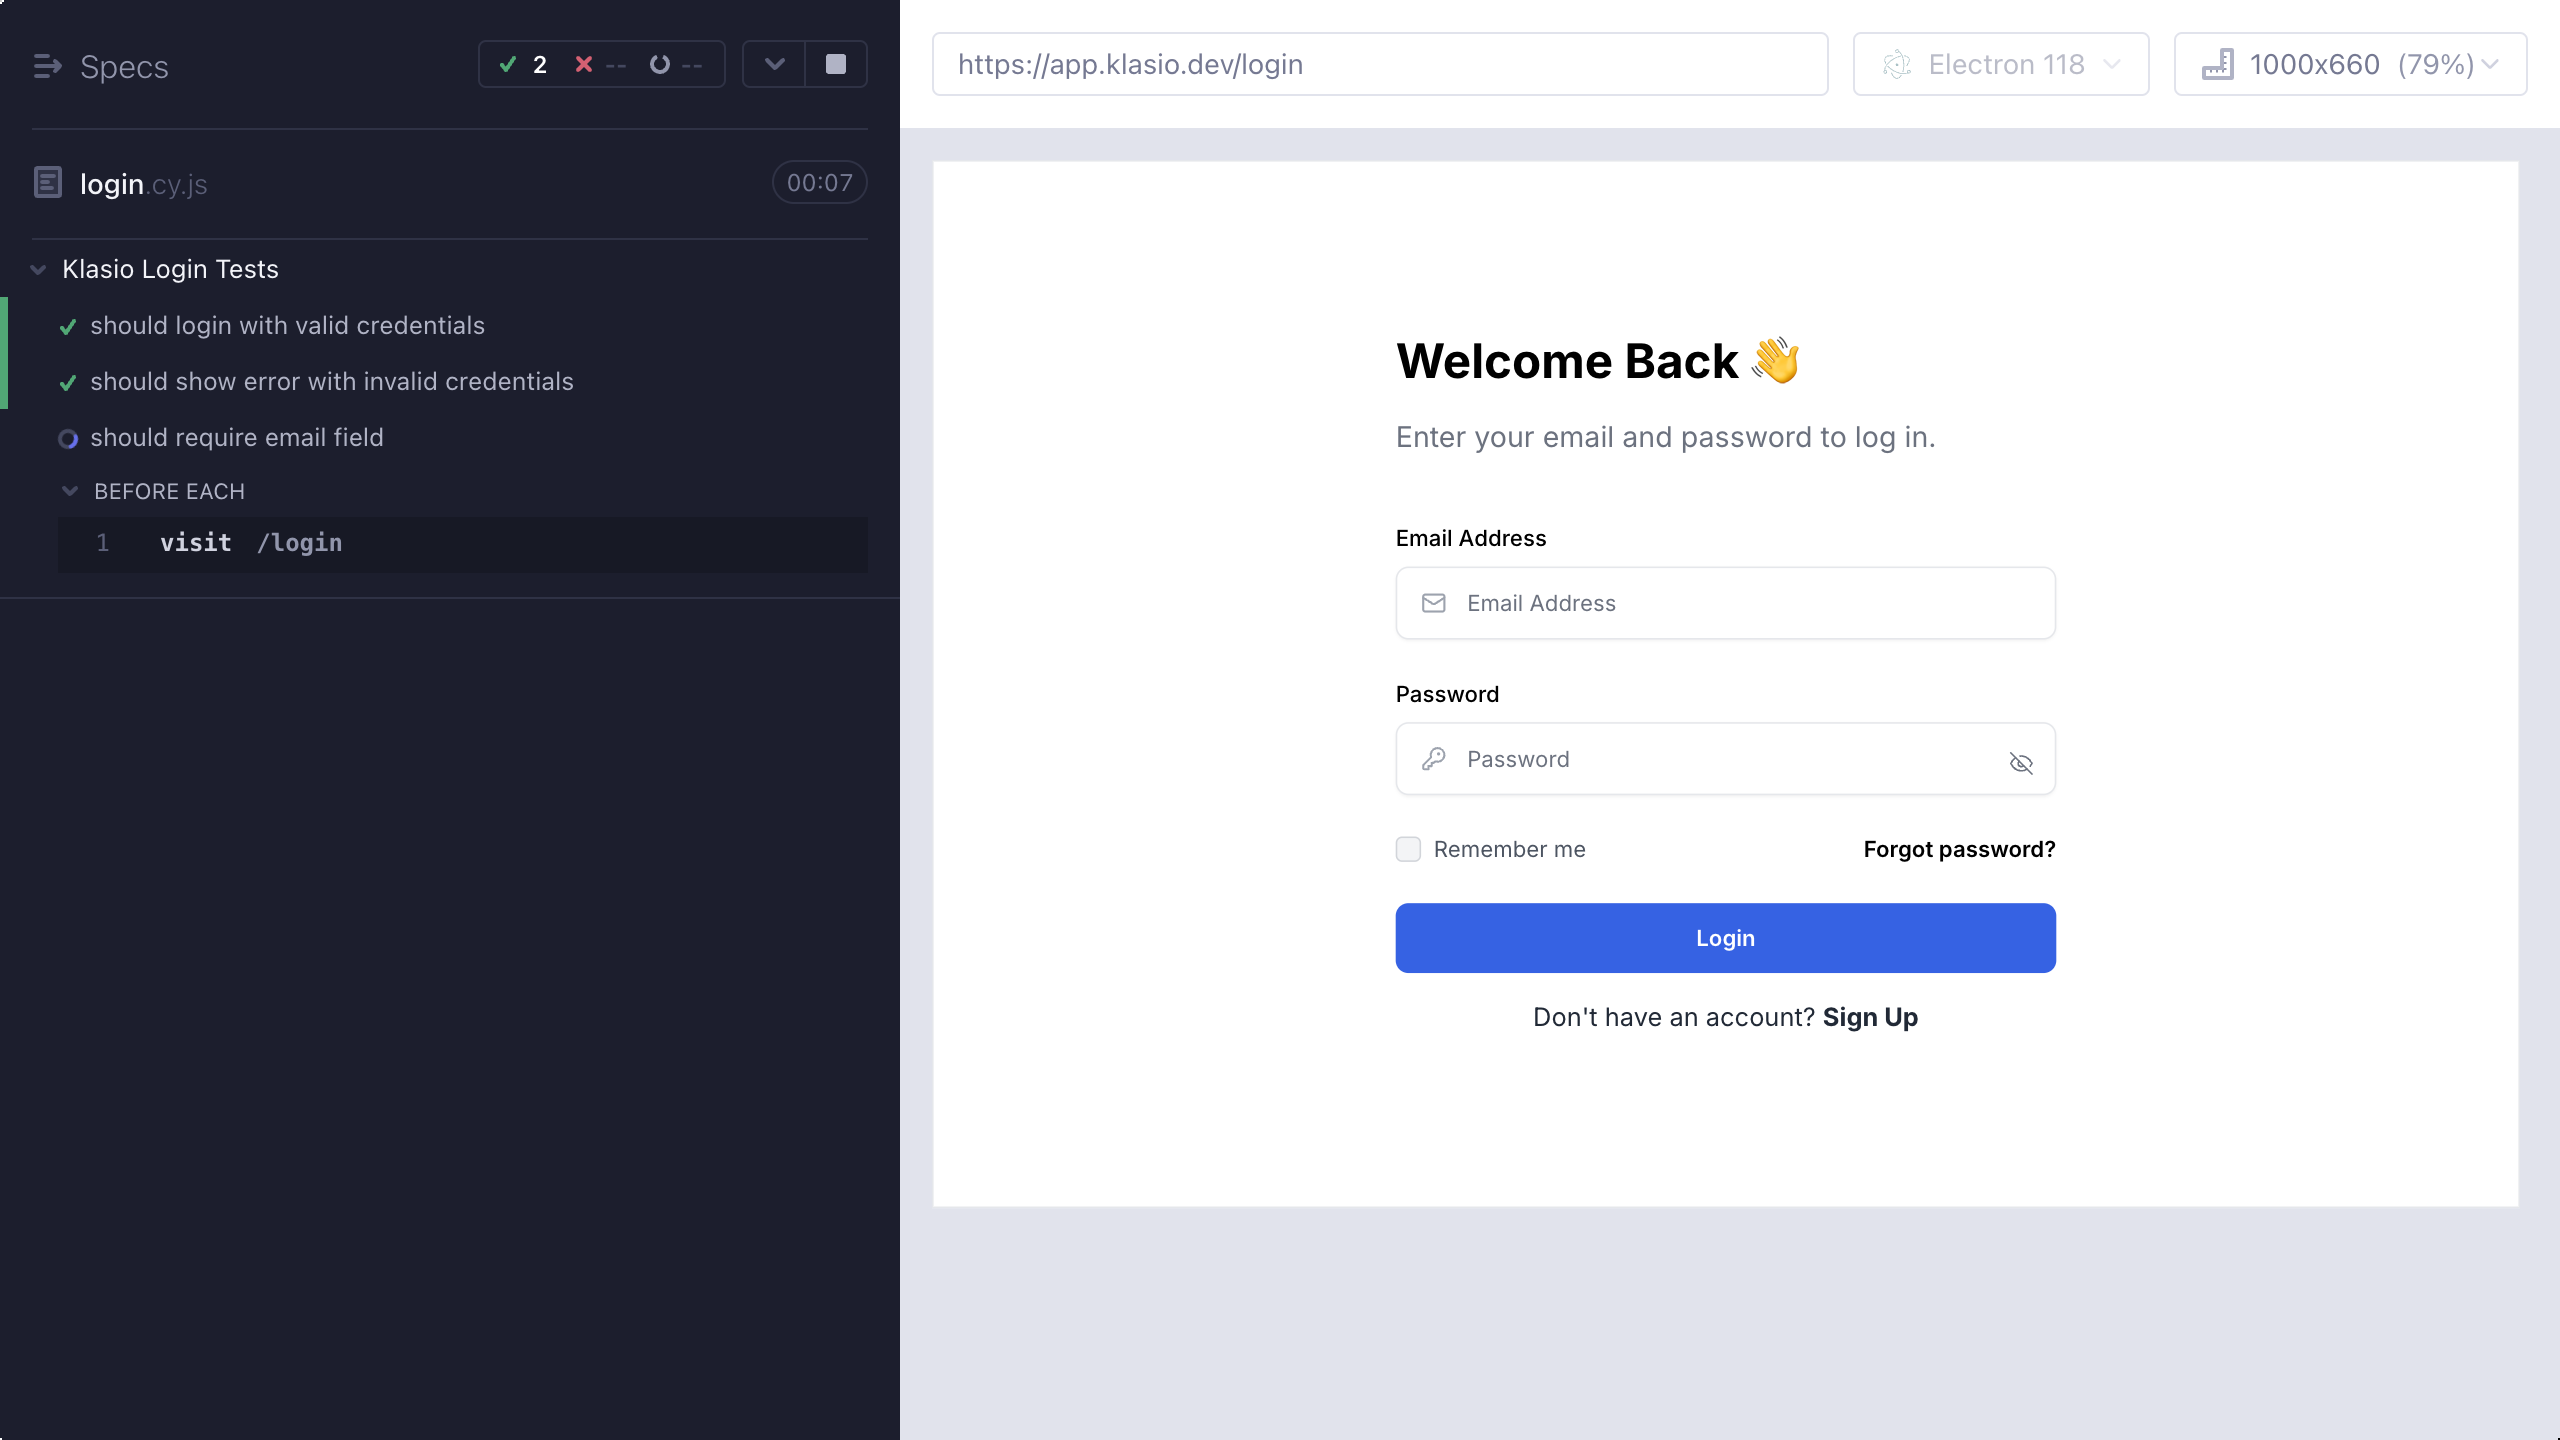 Specs
2 -- --
login.cy.js
00:07
Klasio Login Tests
should login with valid credentials
should show error with invalid credentials
should require email field
BEFORE EACH
1 visit /login
https://app.klasio.dev/login
Electron 118
1000x660 (79%)
Welcome Back 👋
Enter your email and password to log in.
Email Address
Email Address
Password
Password
Remember me
Forgot password?
Login
Don't have an account? Sign Up